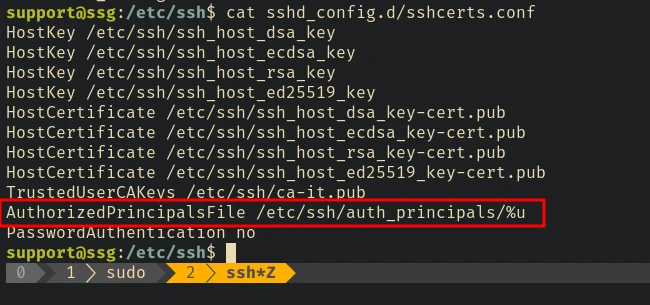 support@ssg:/etc/ssh$ cat sshd_config.d/sshcerts.conf
HostKey /etc/ssh/ssh_host_dsa_key
HostKey /etc/ssh/ssh_host_ecdsa_key
HostKey /etc/ssh/ssh_host_rsa_key
HostKey /etc/ssh/ssh_host_ed25519_key
HostCertificate /etc/ssh/ssh_host_dsa_key-cert.pub
HostCertificate /etc/ssh/ssh_host_ecdsa_key-cert.pub
HostCertificate /etc/ssh/ssh_host_rsa_key-cert.pub
HostCertificate /etc/ssh/ssh_host_ed25519_key-cert.pub
TrustedUserCAKeys /etc/ssh/ca-it.pub
AuthorizedPrincipalsFile /etc/ssh/auth_principals/%u
PasswordAuthentication no
support@ssg:/etc/ssh$
0 1 sudo 2 ssh*Z